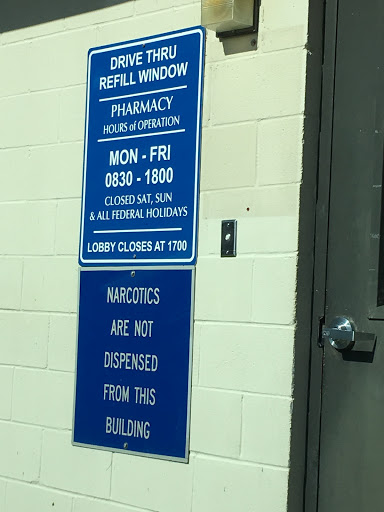 DRIVE THRU
REFILL WINDOW
PHARMACY
HOURS of OPERATION
MON - FRI
0830 - 1800
CLOSED SAT, SUN
& ALL FEDERAL HOLIDAYS
LOBBY CLOSES AT 1700
NARCOTICS
ARE NOT
DISPENSED
FROM THIS
BUILDING